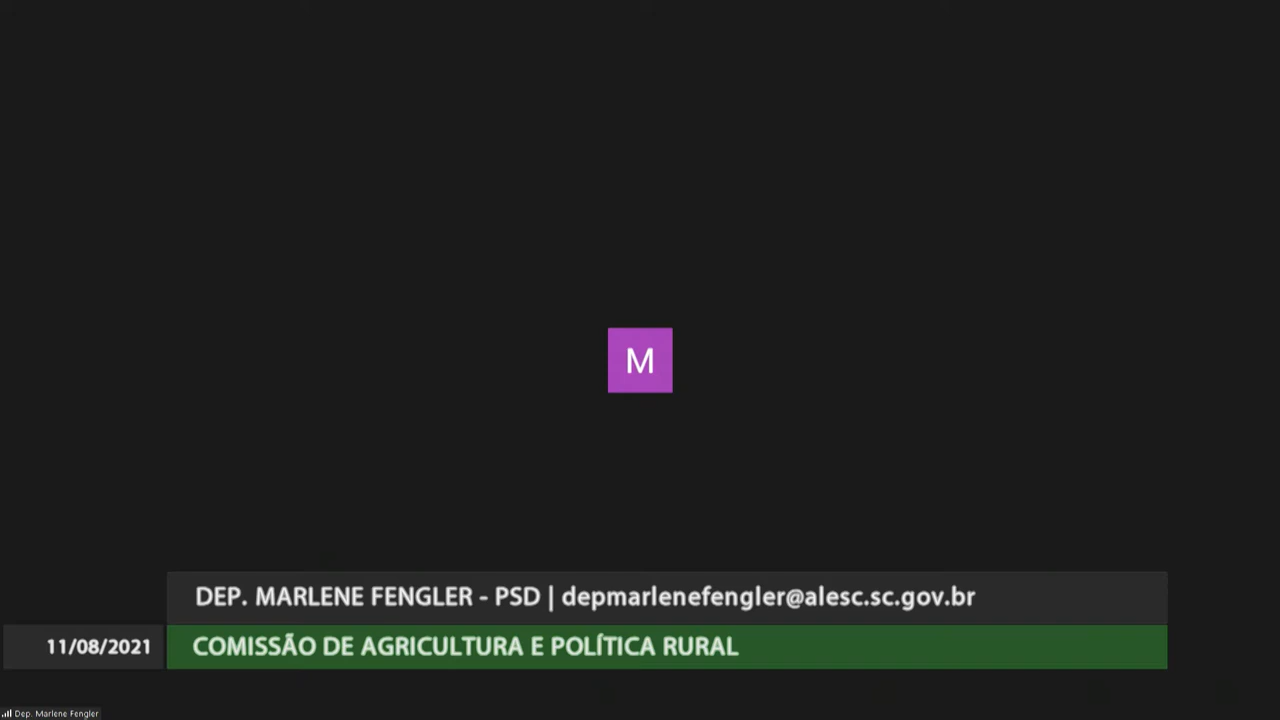 M
DEP. MARLENE FENGLER - PSD | depmarlenefengler@alesc.sc.gov.br
11/08/2021 COMISSÃO DE AGRICULTURA E POLÍTICA RURAL
Dep. Marlene Fengler